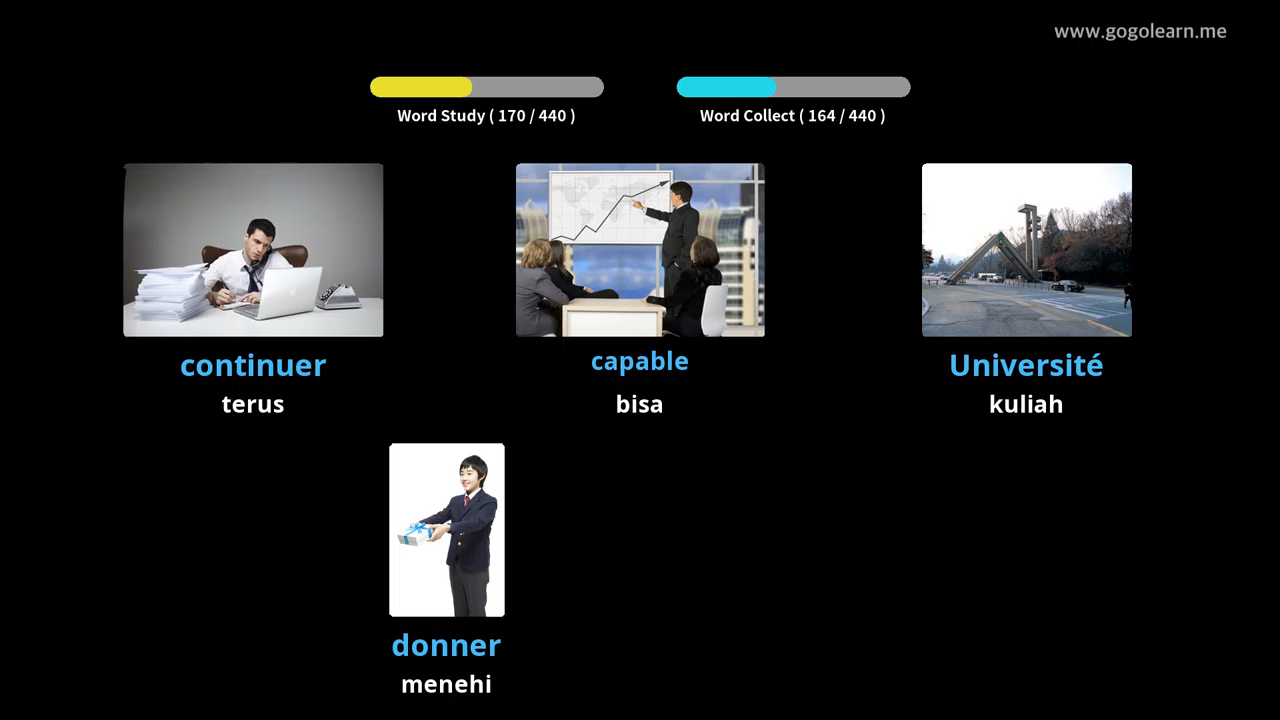 www.gogolearn.me
Word Study ( 170 / 440 )
Word Collect ( 164 / 440 )
continuer
terus
capable
bisa
Université
kuliah
donner
menehi